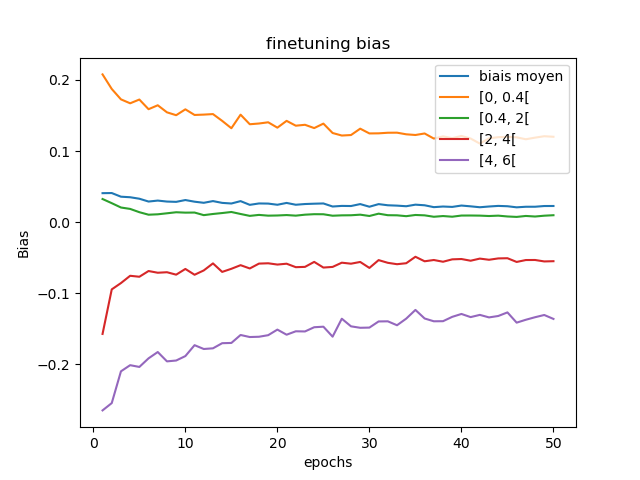 finetuning bias
biais moyen
[0, 0.4[
[0.4, 2[
[2, 4[
[4, 6[
Bias
0.2
0.1
0.0
−0.1
−0.2
0 10 20 30 40 50
epochs